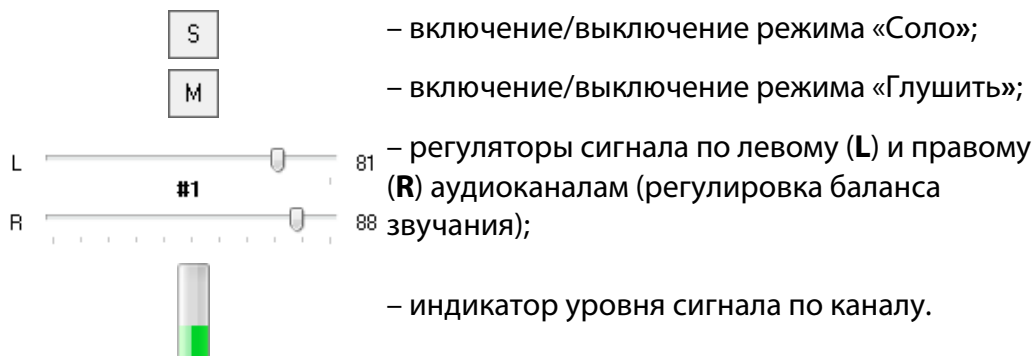 S – включение/выключение режима «Соло»;
M – включение/выключение режима «Глушить»;
L 81 – регуляторы сигнала по левому (L) и правому
#1 (R) аудиоканалам (регулировка баланса
R 88 звучания);
– индикатор уровня сигнала по каналу.